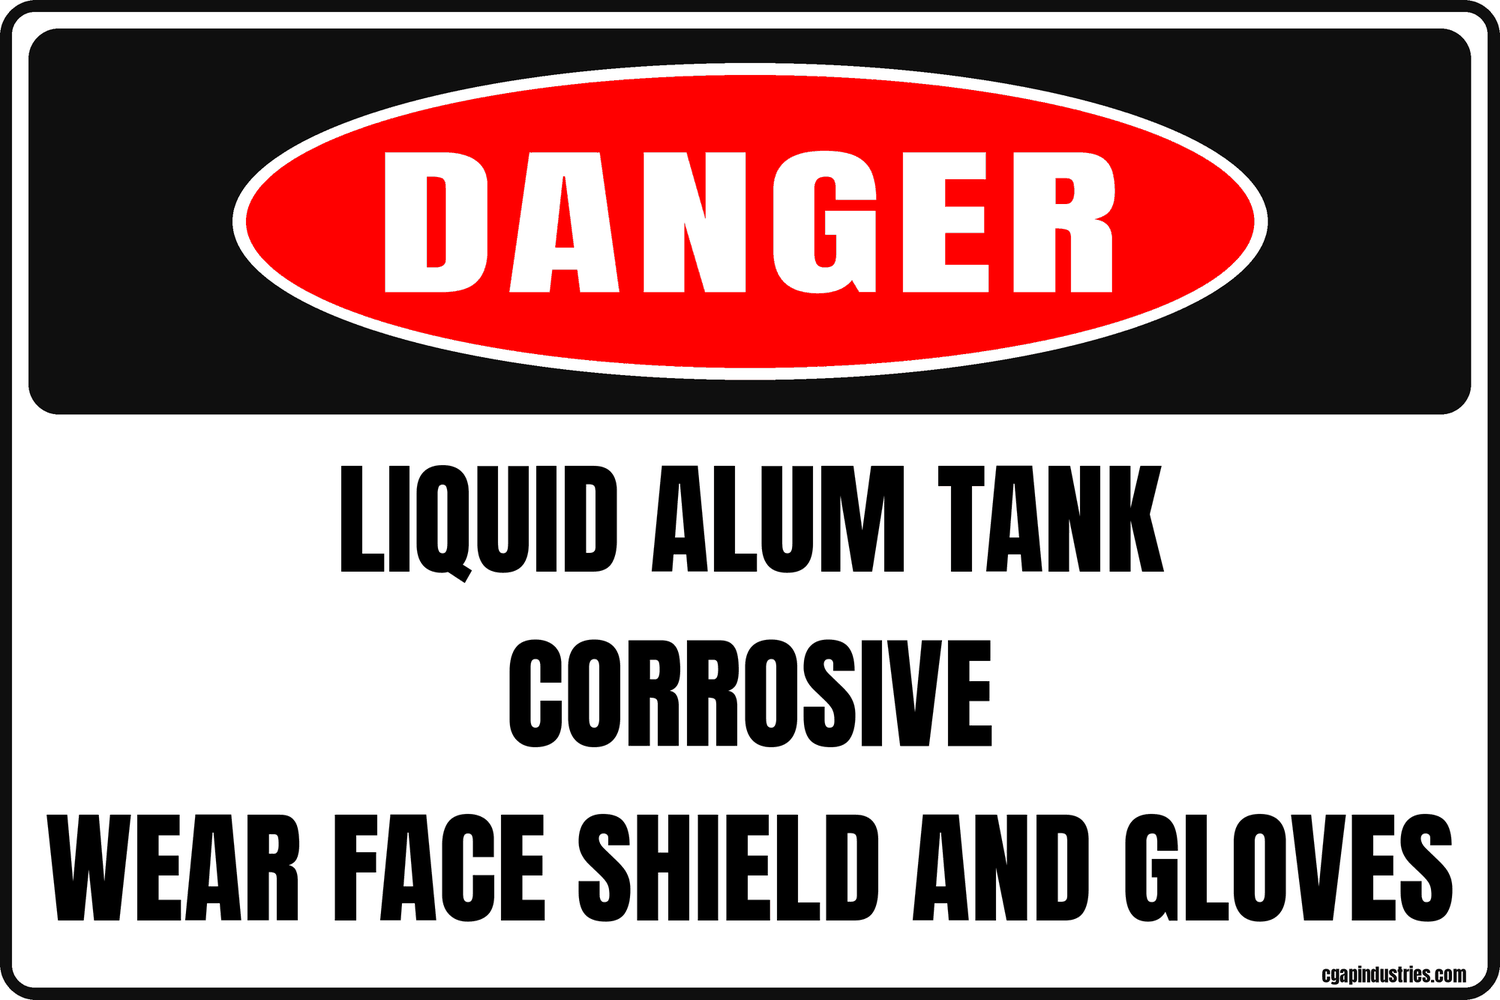 DANGER
LIQUID ALUM TANK
CORROSIVE
WEAR FACE SHIELD AND GLOVES
cgapindustries.com